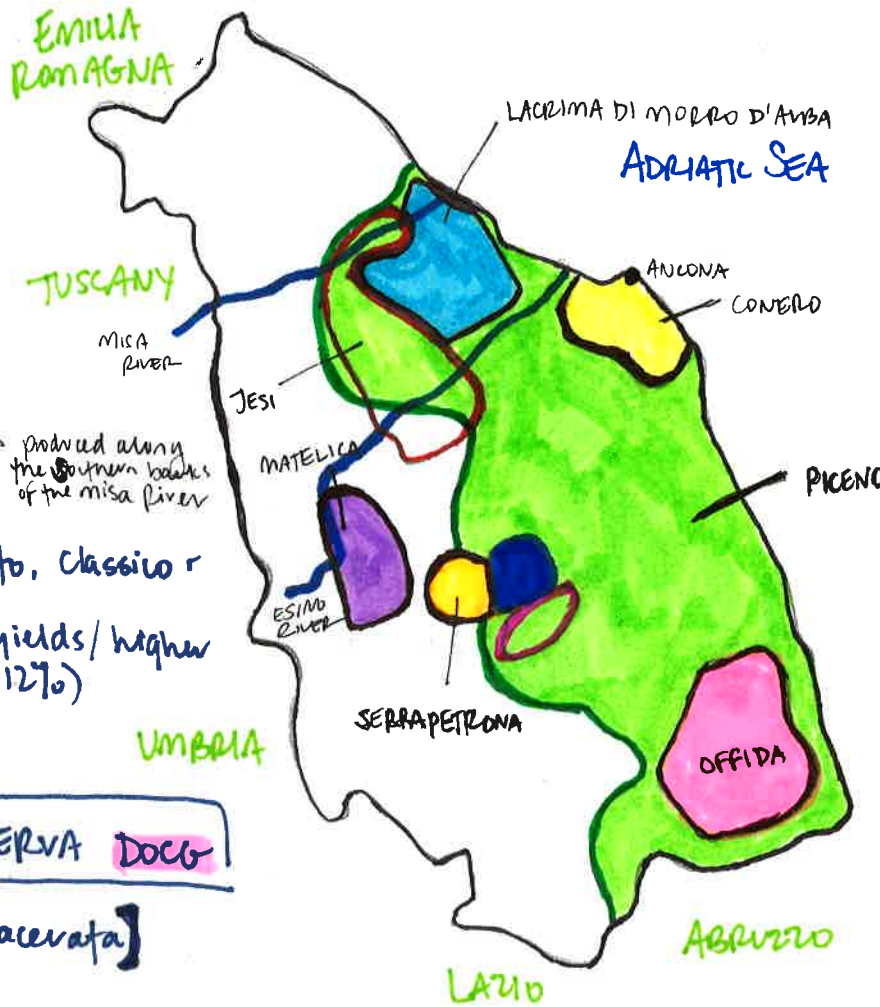 EMILIA
ROMAGNA
LACRIMA DI MORRO D'ALBA
ADRIATIC SEA
TUSCANY
ANCONA
CONERO
MISA
RIVER
JESI
produced along
the southern banks
of the misa River
MATELICA
PICENO
to, classico r
ESINO
RIVER
yields/higher
12%)
SERRAPETRONA
UMBRIA
OFFIDA
ERVA DOCG
acerata]
ABRUZZO
LAZIO